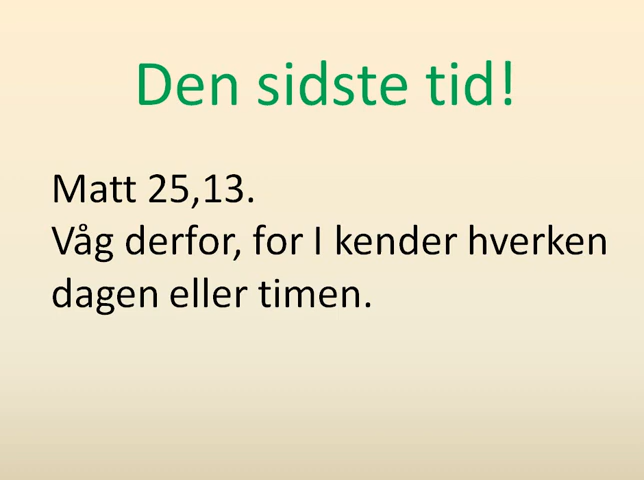 Den sidste tid!
Matt 25,13.
Våg derfor, for I kender hverken
dagen eller timen.